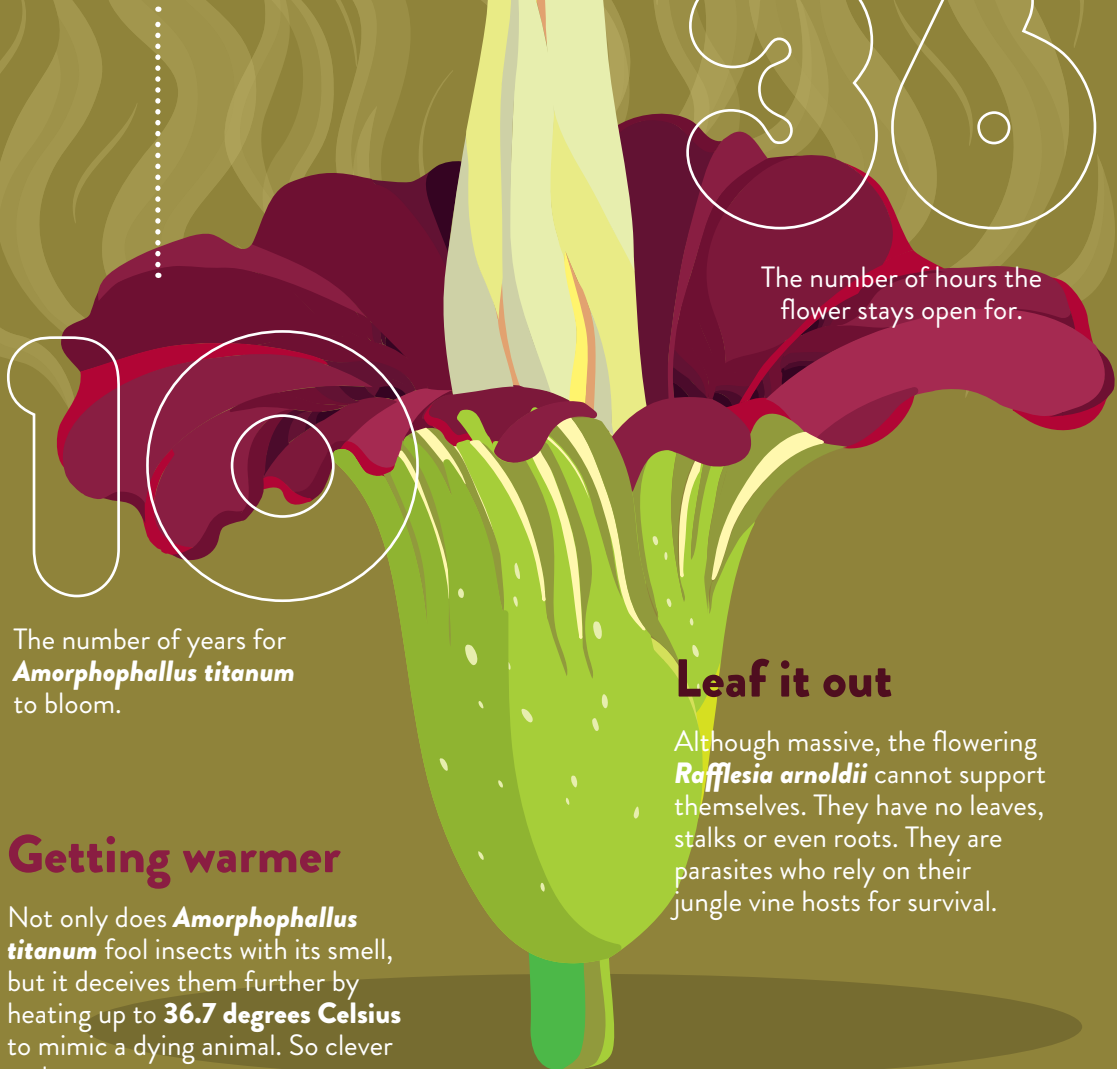 36
The number of hours the
flower stays open for.
10
The number of years for
Amorphophallus titanum
to bloom.
Leaf it out
Although massive, the flowering
Rafflesia arnoldii cannot support
themselves. They have no leaves,
stalks or even roots. They are
parasites who rely on their
jungle vine hosts for survival.
Getting warmer
Not only does Amorphophallus
titanum fool insects with its smell,
but it deceives them further by
heating up to 36.7 degrees Celsius
to mimic a dying animal. So clever